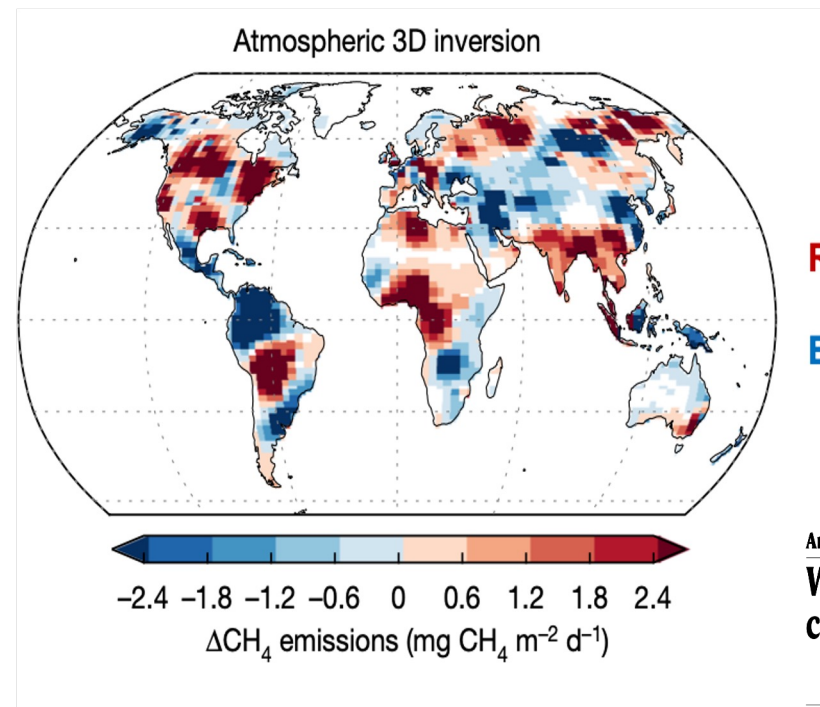 Atmospheric 3D inversion
−2.4 −1.8 −1.2 −0.6 0 0.6 1.2 1.8 2.4
ΔCH₄ emissions (mg CH₄ m⁻² d⁻¹)